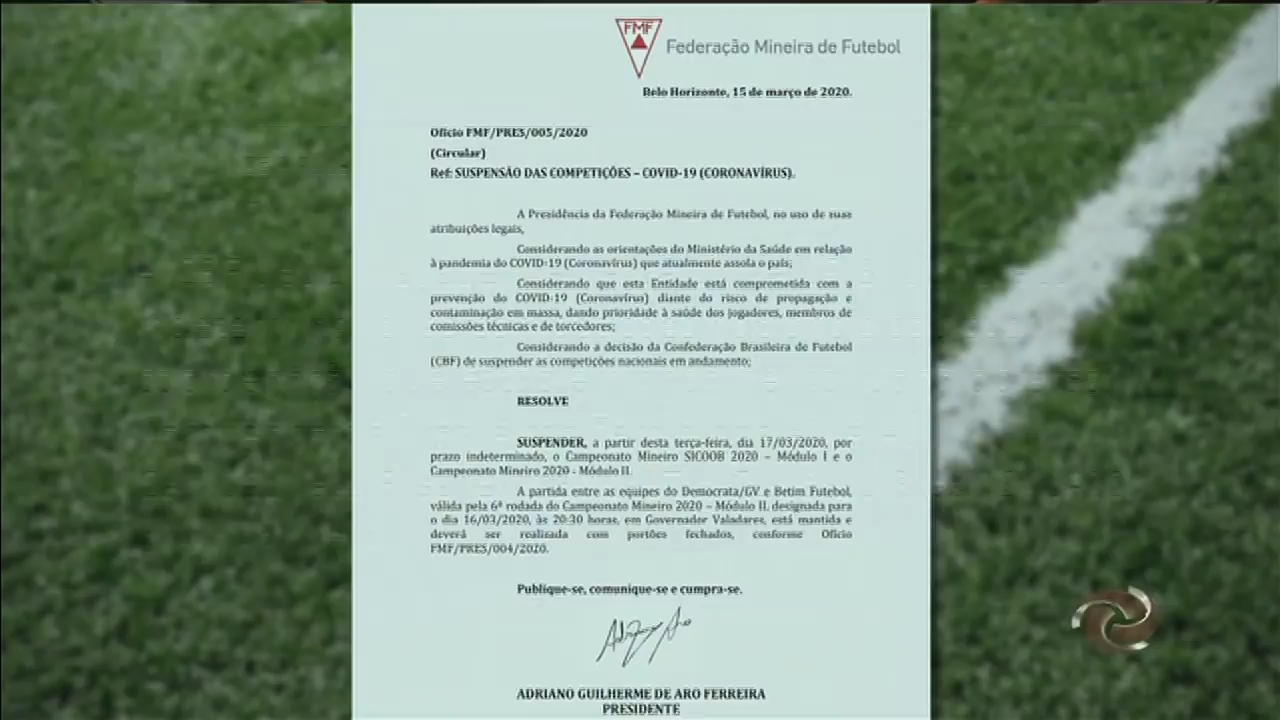 FMF
Federação Mineira de Futebol
Belo Horizonte, 15 de março de 2020.
Ofício FMF/PRES/005/2020
(Circular)
Ref: SUSPENSÃO DAS COMPETIÇÕES – COVID-19 (CORONAVÍRUS).
A Presidência da Federação Mineira de Futebol, no uso de suas
atribuições legais,
Considerando as orientações do Ministério da Saúde em relação
à pandemia do COVID-19 (Coronavírus) que atualmente assola o país;
Considerando que esta Entidade está comprometida com a
prevenção do COVID-19 (Coronavírus) diante do risco de propagação e
contaminação em massa, dando prioridade à saúde dos jogadores, membros de
comissões técnicas e de torcedores;
Considerando a decisão da Confederação Brasileira de Futebol
(CBF) de suspender as competições nacionais em andamento;
RESOLVE
SUSPENDER, a partir desta terça-feira, dia 17/03/2020, por
prazo indeterminado, o Campeonato Mineiro SICOOB 2020 – Módulo I e o
Campeonato Mineiro 2020 - Módulo II.
A partida entre as equipes do Democrata/GV e Betim Futebol,
válida pela 6ª rodada do Campeonato Mineiro 2020 – Módulo II, designada para
o dia 16/03/2020, às 20:30 horas, em Governador Valadares, está mantida e
deverá ser realizada com portões fechados, conforme Ofício
FMF/PRES/004/2020.
Publique-se, comunique-se e cumpra-se.
Adriano Aro
ADRIANO GUILHERME DE ARO FERREIRA
PRESIDENTE